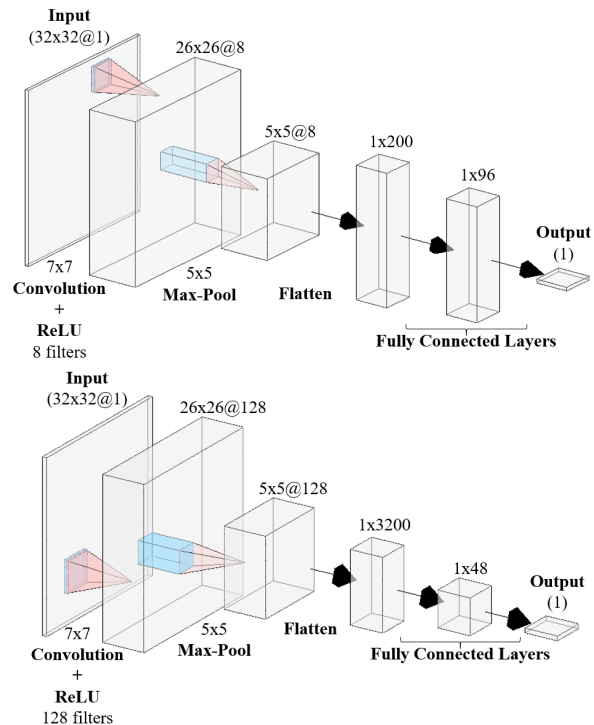 Input
(32x32@1)
26x26@8
5x5@8
1x200
1x96
Output
(1)
7x7
Convolution
+
ReLU
8 filters
5x5
Max-Pool
Flatten
Fully Connected Layers
Input
(32x32@1)
26x26@128
5x5@128
1x3200
1x48
Output
(1)
7x7
Convolution
+
ReLU
128 filters
5x5
Max-Pool
Flatten
Fully Connected Layers